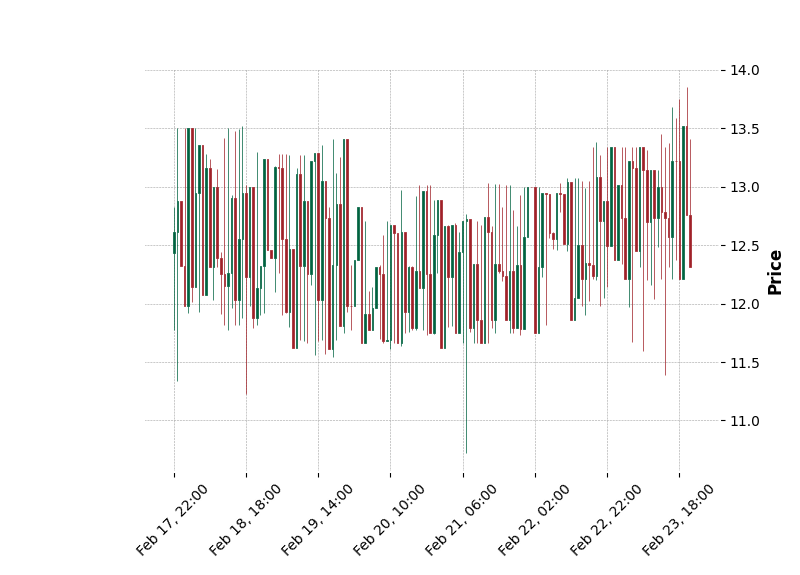 14.0
13.5
13.0
12.5
12.0
11.5
11.0
Price
Feb 17, 22:00
Feb 18, 18:00
Feb 19, 14:00
Feb 20, 10:00
Feb 21, 06:00
Feb 22, 02:00
Feb 22, 22:00
Feb 23, 18:00